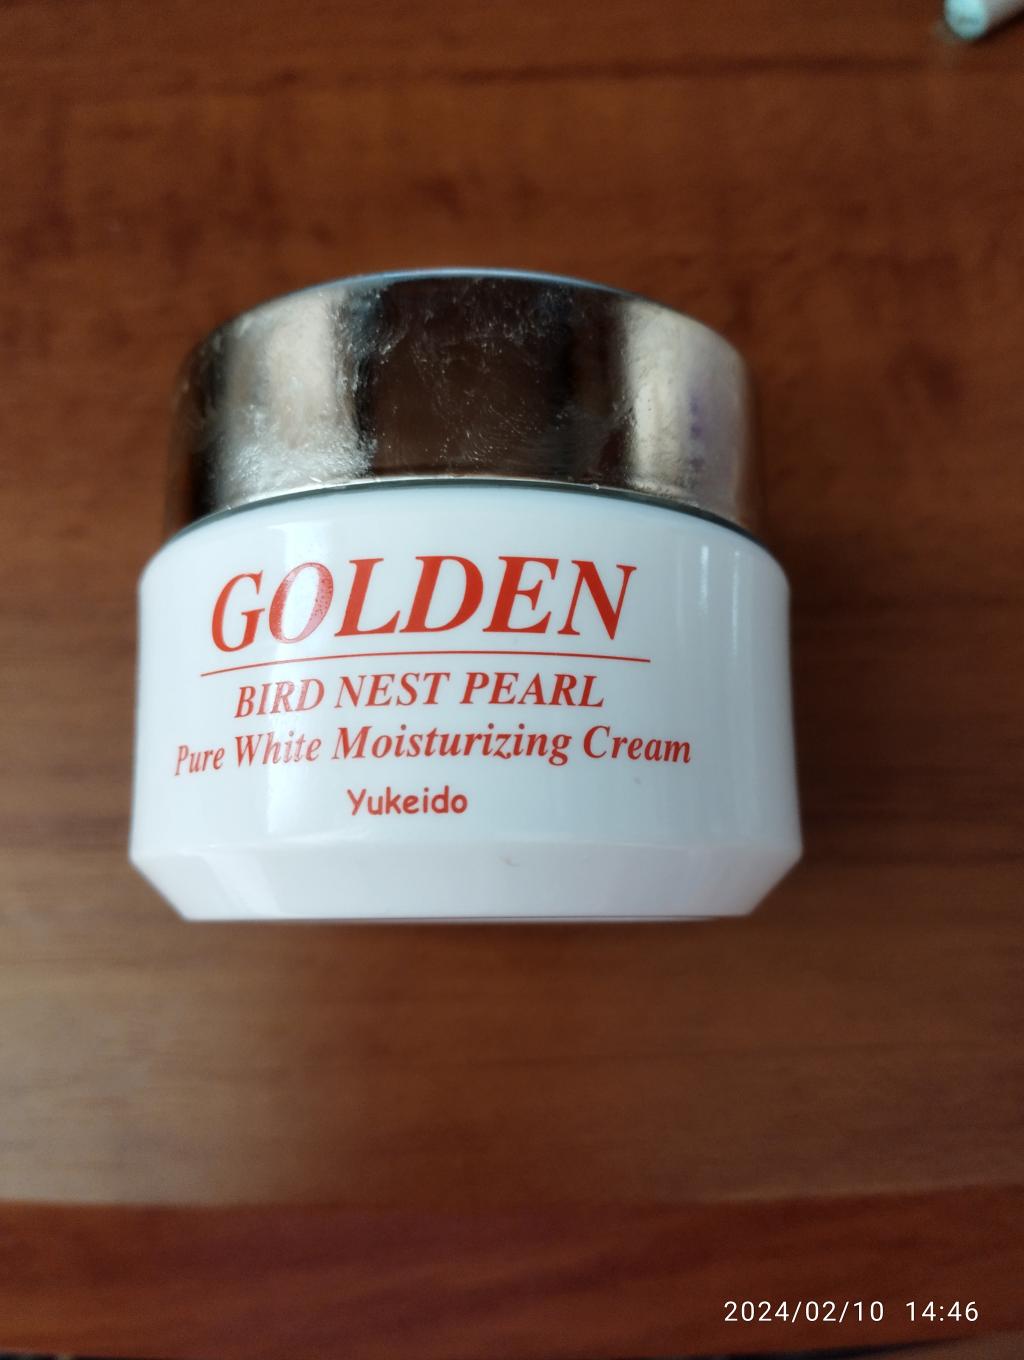 GOLDEN
BIRD NEST PEARL
Pure White Moisturizing Cream
Yukeido
2024/02/10 14:46